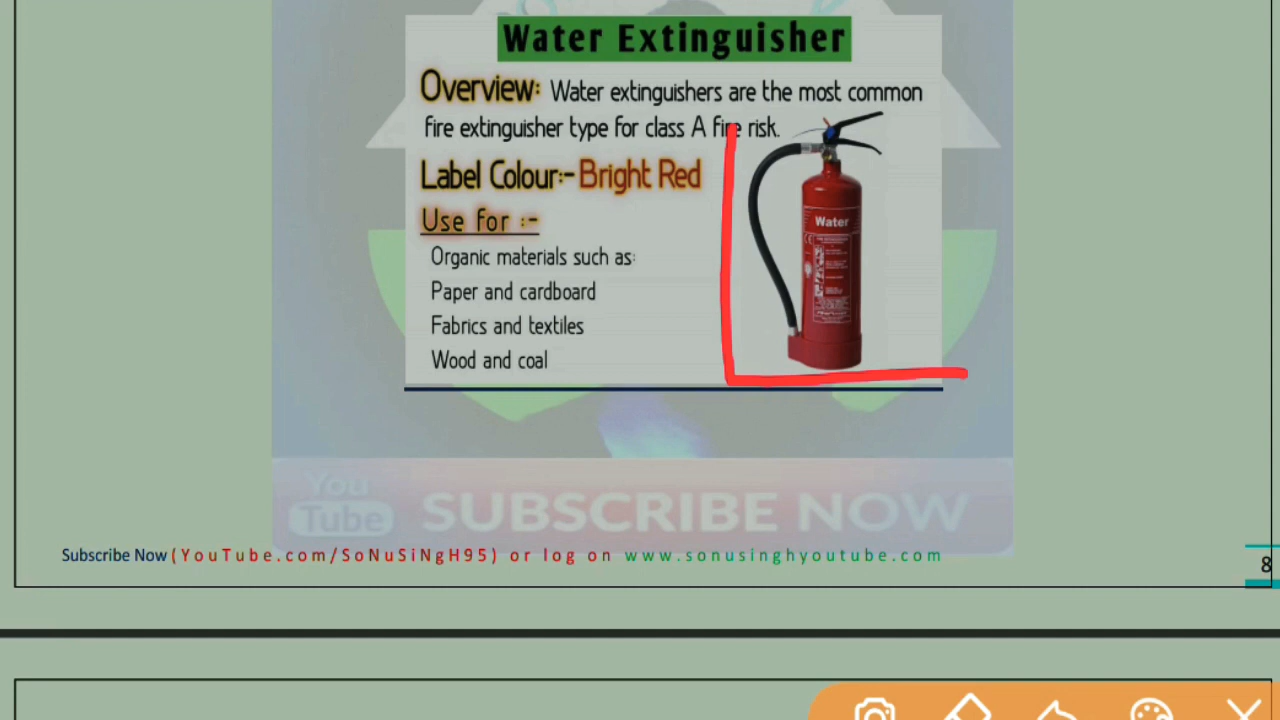 Water Extinguisher
Overview: Water extinguishers are the most common
fire extinguisher type for class A fire risk.
Label Colour:- Bright Red
Use for :-
Organic materials such as:
Paper and cardboard
Fabrics and textiles
Wood and coal
Water
You
Tube
SUBSCRIBE NOW
Subscribe Now (YouTube.com/SoNuSiNgH95) or log on www.sonusinghyoutube.com
8